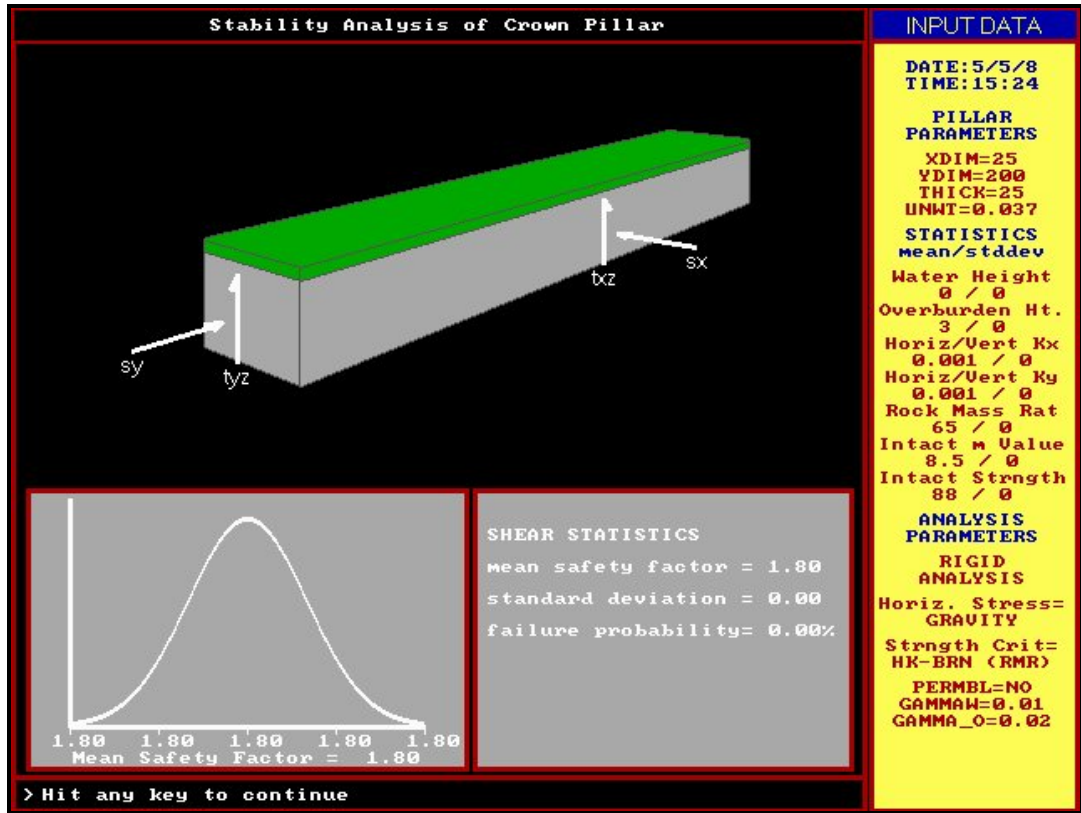 Stability Analysis of Crown Pillar
sy
tyz
txz
sx
1.80 1.80 1.80 1.80 1.80
Mean Safety Factor = 1.80
SHEAR STATISTICS
mean safety factor = 1.80
standard deviation = 0.00
failure probability= 0.00%
>Hit any key to continue
INPUT DATA
DATE:5/5/8
TIME:15:24
PILLAR
PARAMETERS
XDIM=25
YDIM=200
THICK=25
UNWT=0.037
STATISTICS
mean/stddev
Water Height
0 / 0
Overburden Ht.
3 / 0
Horiz/Vert Kx
0.001 / 0
Horiz/Vert Ky
0.001 / 0
Rock Mass Rat
65 / 0
Intact m Value
8.5 / 0
Intact Strngth
88 / 0
ANALYSIS
PARAMETERS
RIGID
ANALYSIS
Horiz. Stress=
GRAVITY
Strngth Crit=
HK-BRN (RMR)
PERMBL=NO
GAMMAW=0.01
GAMMA_O=0.02